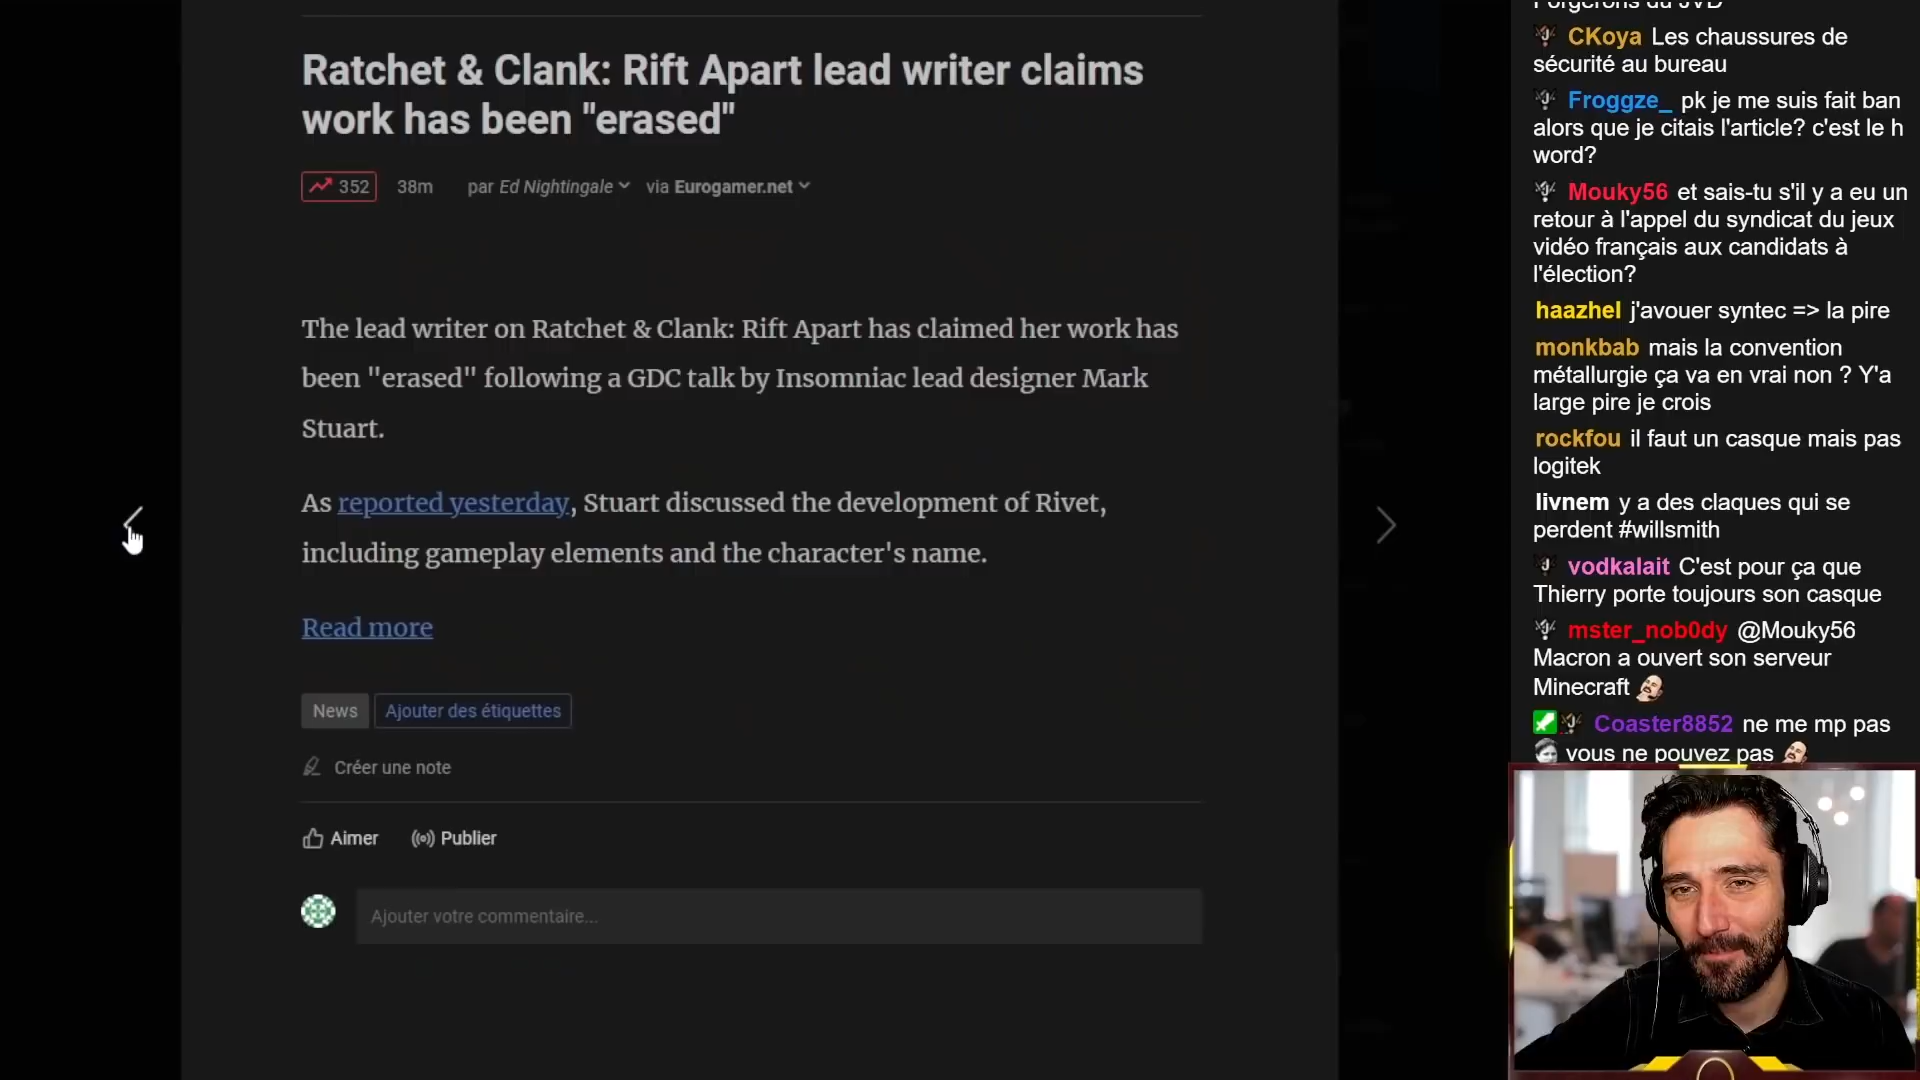 Ratchet & Clank: Rift Apart lead writer claims
work has been "erased"
352 38m par Ed Nightingale via Eurogamer.net
The lead writer on Ratchet & Clank: Rift Apart has claimed her work has
been "erased" following a GDC talk by Insomniac lead designer Mark
Stuart.
As reported yesterday, Stuart discussed the development of Rivet,
including gameplay elements and the character's name.
Read more
News Ajouter des étiquettes
Créer une note
Aimer Publier
Ajouter votre commentaire...
CKoya Les chaussures de
sécurité au bureau
Froggze_ pk je me suis fait ban
alors que je citais l'article? c'est le h
word?
Mouky56 et sais-tu s'il y a eu un
retour à l'appel du syndicat du jeux
vidéo français aux candidats à
l'élection?
haazhel j'avouer syntec => la pire
monkbab mais la convention
métallurgie ça va en vrai non ? Y'a
large pire je crois
rockfou il faut un casque mais pas
logitek
livnem y a des claques qui se
perdent #willsmith
vodkalait C'est pour ça que
Thierry porte toujours son casque
mster_nob0dy @Mouky56
Macron a ouvert son serveur
Minecraft
Coaster8852 ne me mp pas
vous ne pouvez pas